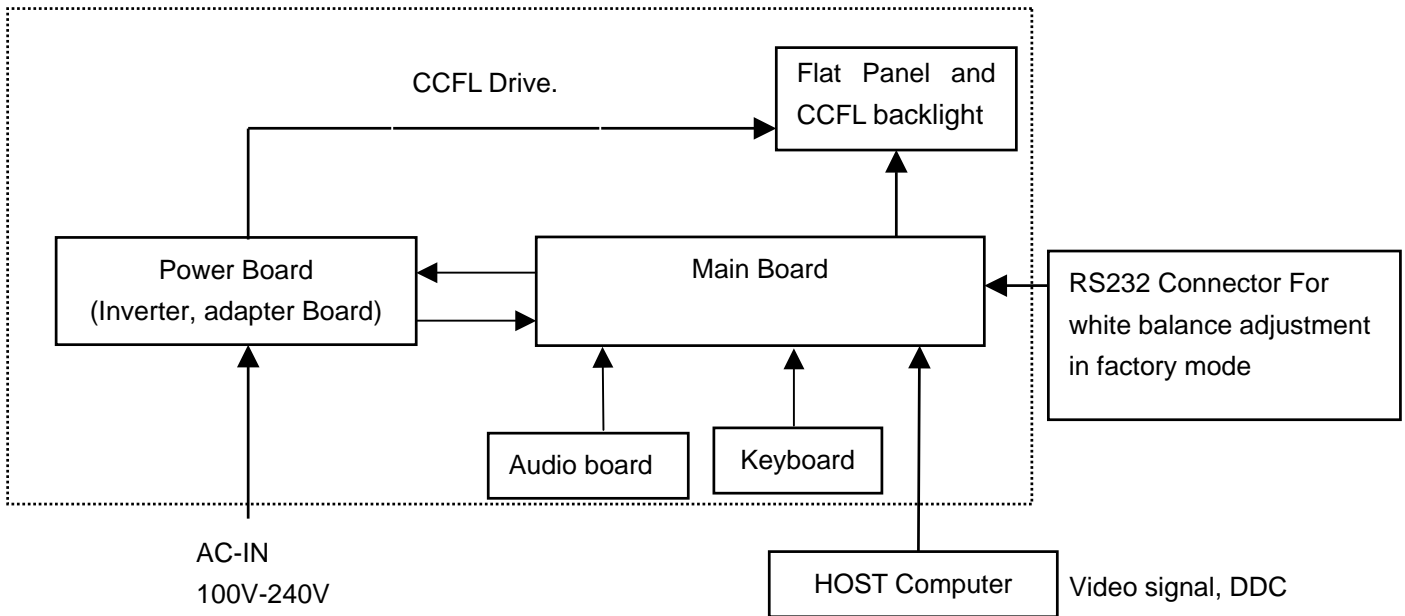 CCFL Drive.
Flat Panel and
CCFL backlight
Power Board
(Inverter, adapter Board)
Main Board
RS232 Connector For
white balance adjustment
in factory mode
Audio board
Keyboard
AC-IN
100V-240V
HOST Computer
Video signal, DDC